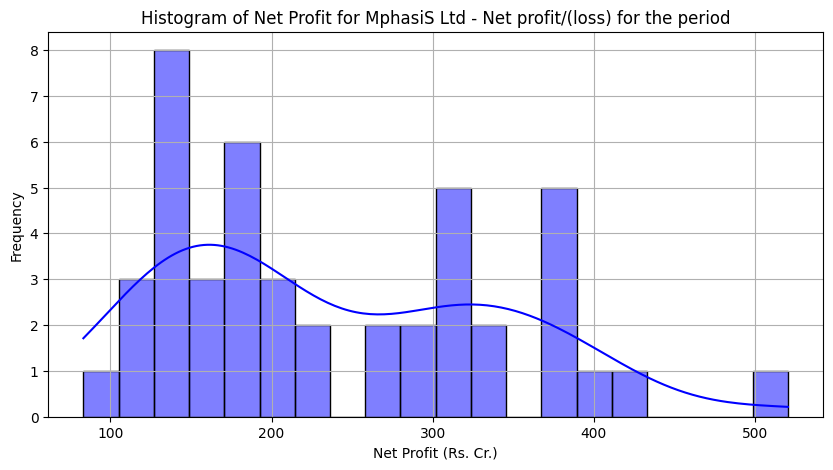 Histogram of Net Profit for MphasiS Ltd - Net profit/(loss) for the period
8
7
6
5
4
3
2
1
0
Frequency
100 200 300 400 500
Net Profit (Rs. Cr.)